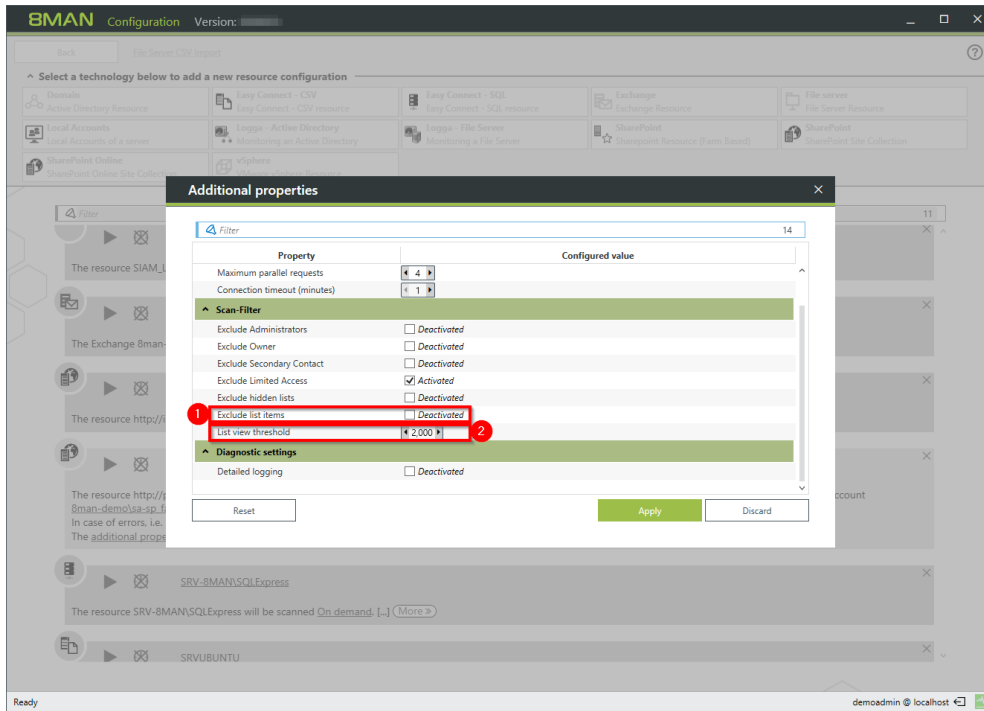 8MAN Configuration Version:
Back File Server CSV Import
Select a technology below to add a new resource configuration
Domain Easy Connect - CSV Easy Connect - SQL Exchange File server
Active Directory Resource Easy Connect - CSV resource Easy Connect - SQL resource Exchange Resource File Server Resource
Local Accounts Logga - Active Directory Logga - File Server SharePoint SharePoint
Local Accounts of a server Monitoring an Active Directory Monitoring a File Server Sharepoint Resource (Form Based) SharePoint Site Collection
SharePoint Online vSphere
SharePoint Online Site Collection VMware vSphere Resource
Additional properties
Filter 11
Filter 14
Property Configured value
The resource SIAM_
Maximum parallel requests 4
Connection timeout (minutes) 1
Scan-Filter
Exclude Administrators Deactivated
Exclude Owner Deactivated
The Exchange 8man-
Exclude Secondary Contact Deactivated
Exclude Limited Access Activated
Exclude hidden lists Deactivated
The resource http://i
1 Exclude list items Deactivated
List view threshold 2,000 2
Diagnostic settings
Detailed logging Deactivated
The resource http://p ccount
8man-demo\sa-sp_fa
Reset Apply Discard
In case of errors, i.e.
The additional prope
SRV-8MAN\SQLExpress
The resource SRV-8MAN\SQLExpress will be scanned On demand. [...] (More »)
SRVUBUNTU
Ready demoadmin @ localhost